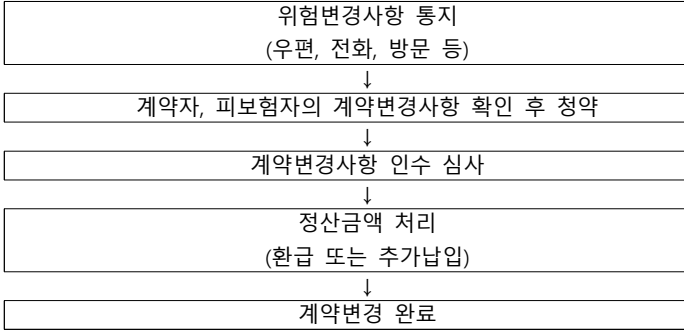 위험변경사항 통지
(우편, 전화, 방문 등)
↓
계약자, 피보험자의 계약변경사항 확인 후 청약
↓
계약변경사항 인수 심사
↓
정산금액 처리
(환급 또는 추가납입)
↓
계약변경 완료